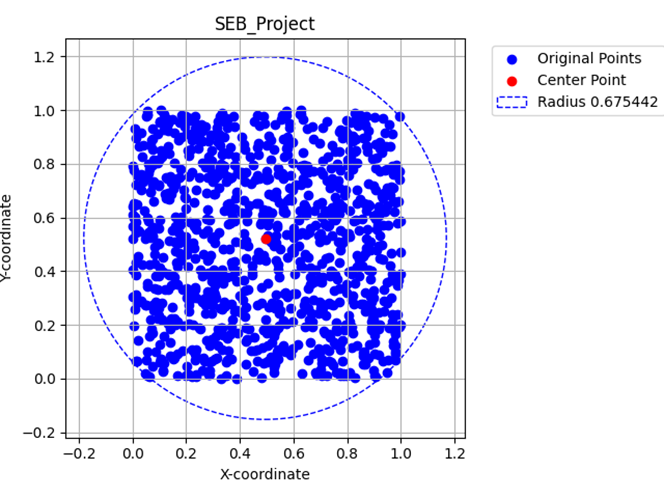 SEB_Project
Original Points
Center Point
Radius 0.675442
Y-coordinate
1.2
1.0
0.8
0.6
0.4
0.2
0.0
−0.2
−0.2 0.0 0.2 0.4 0.6 0.8 1.0 1.2
X-coordinate